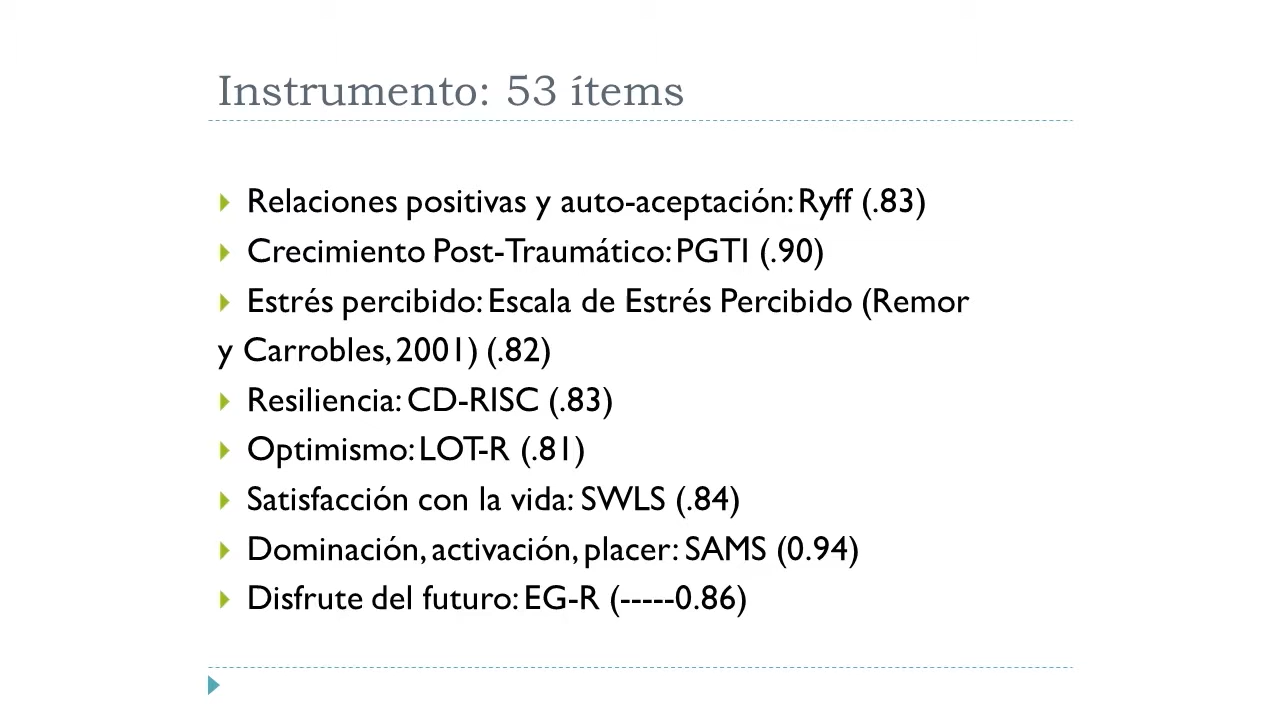 Instrumento: 53 ítems
Relaciones positivas y auto-aceptación: Ryff (.83)
Crecimiento Post-Traumático: PGTI (.90)
Estrés percibido: Escala de Estrés Percibido (Remor
y Carrobles, 2001) (.82)
Resiliencia: CD-RISC (.83)
Optimismo: LOT-R (.81)
Satisfacción con la vida: SWLS (.84)
Dominación, activación, placer: SAMS (0.94)
Disfrute del futuro: EG-R (-----0.86)